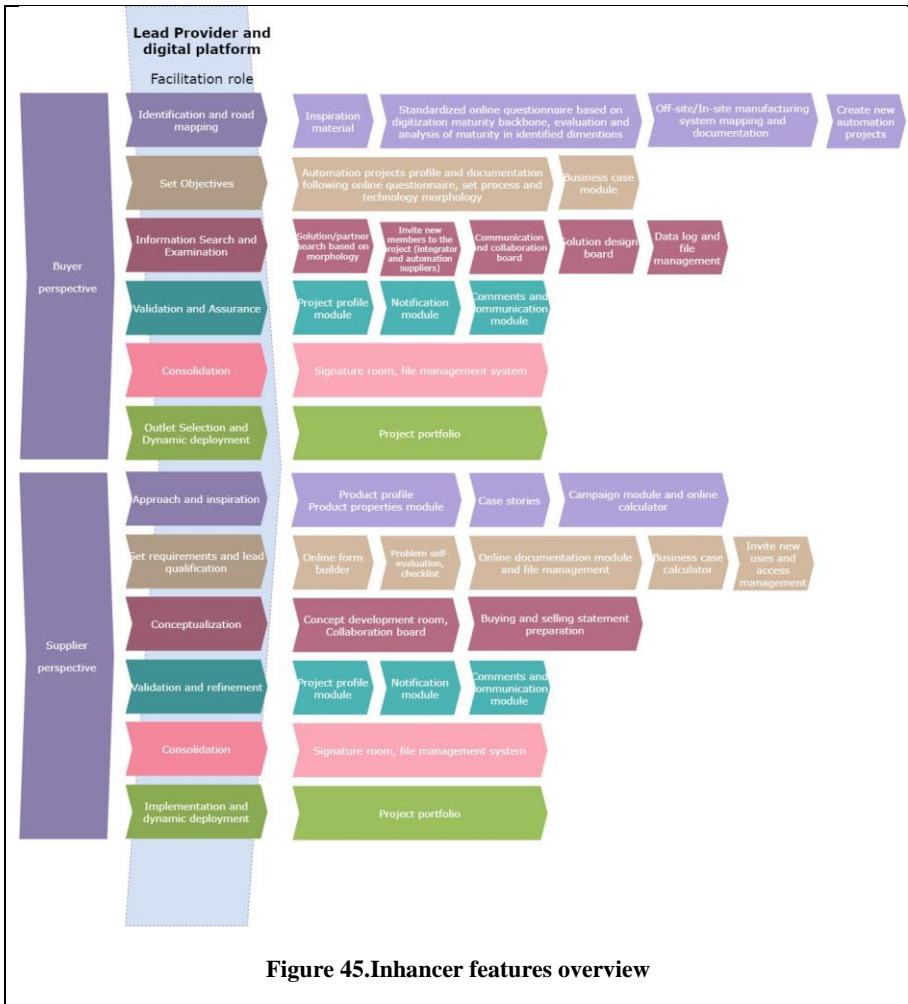 Lead Provider and
digital platform
Facilitation role
Buyer
perspective
Identification and road
mapping
Inspiration
material
Standardized online questionnaire based on
digitization maturity backbone, evaluation and
analysis of maturity in identified dimentions
Off-site/In-site manufacturing
system mapping and
documentation
Create new
automation
projects
Set Objectives
Automation projects profile and documentation
following online questionnaire, set process and
technology morphology
Business case
module
Information Search and
Examination
Solution/partner
search based on
morphology
Invite new
members to the
project (integrator
and automation
suppliers)
Communication
and collaboration
board
Solution design
board
Data log and
file
management
Validation and Assurance
Project profile
module
Notification
module
Comments and
communication
module
Consolidation
Signature room, file management system
Outlet Selection and
Dynamic deployment
Project portfolio
Supplier
perspective
Approach and inspiration
Product profile
Product properties module
Case stories
Campaign module and online
calculator
Set requirements and lead
qualification
Online form
builder
Problem self-
evaluation,
checklist
Online documentation module
and file management
Business case
calculator
Invite new
uses and
access
management
Conceptualization
Concept development room,
Collaboration board
Buying and selling statement
preparation
Validation and refinement
Project profile
module
Notification
module
Comments and
communication
module
Consolidation
Signature room, file management system
Implementation and
dynamic deployment
Project portfolio
Figure 45.Inhancer features overview